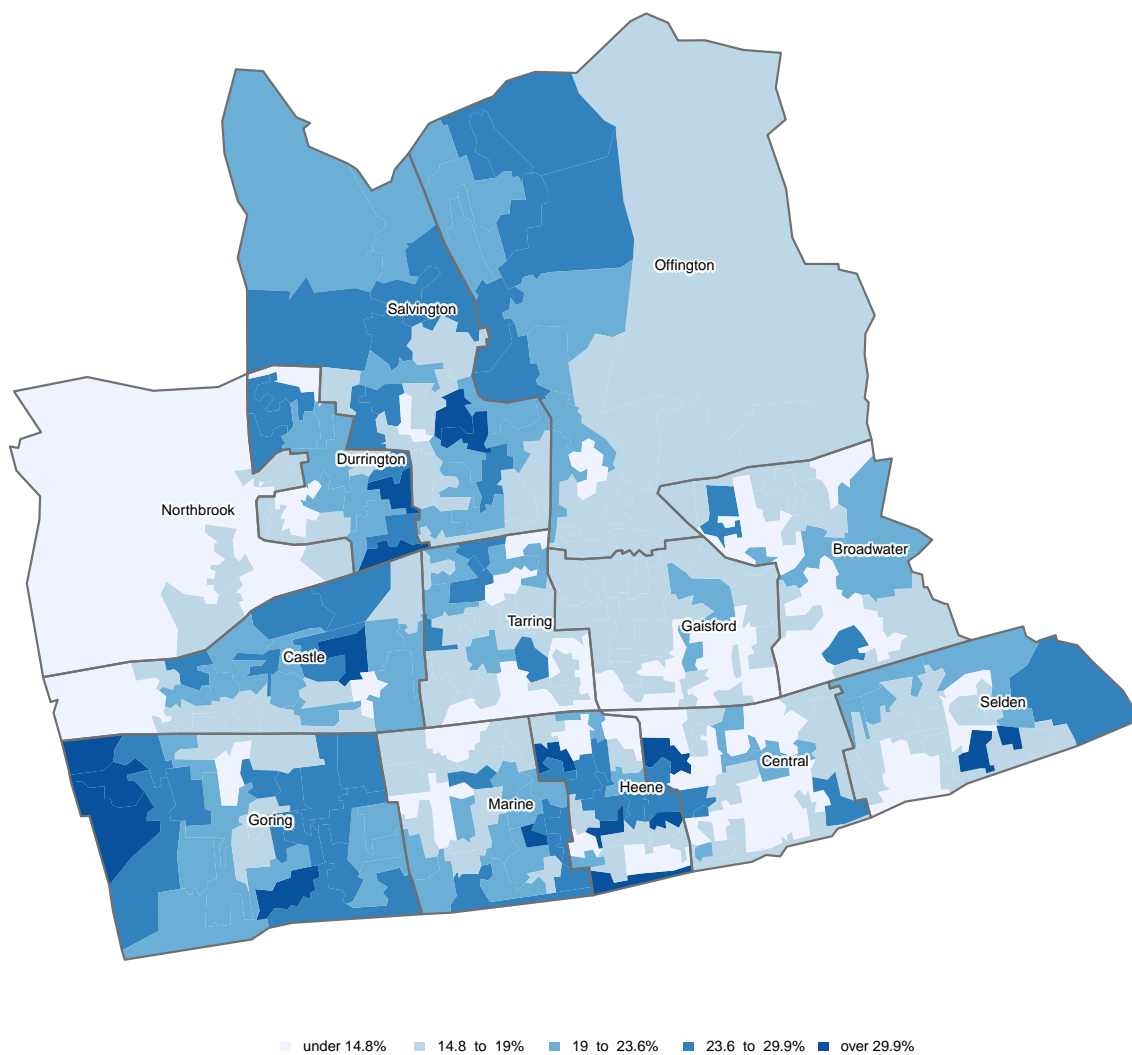 Offington
Salvington
Durrington
Northbrook
Broadwater
Tarring
Gaisford
Castle
Selden
Central
Heene
Marine
Goring
under 14.8% 14.8 to 19% 19 to 23.6% 23.6 to 29.9% over 29.9%